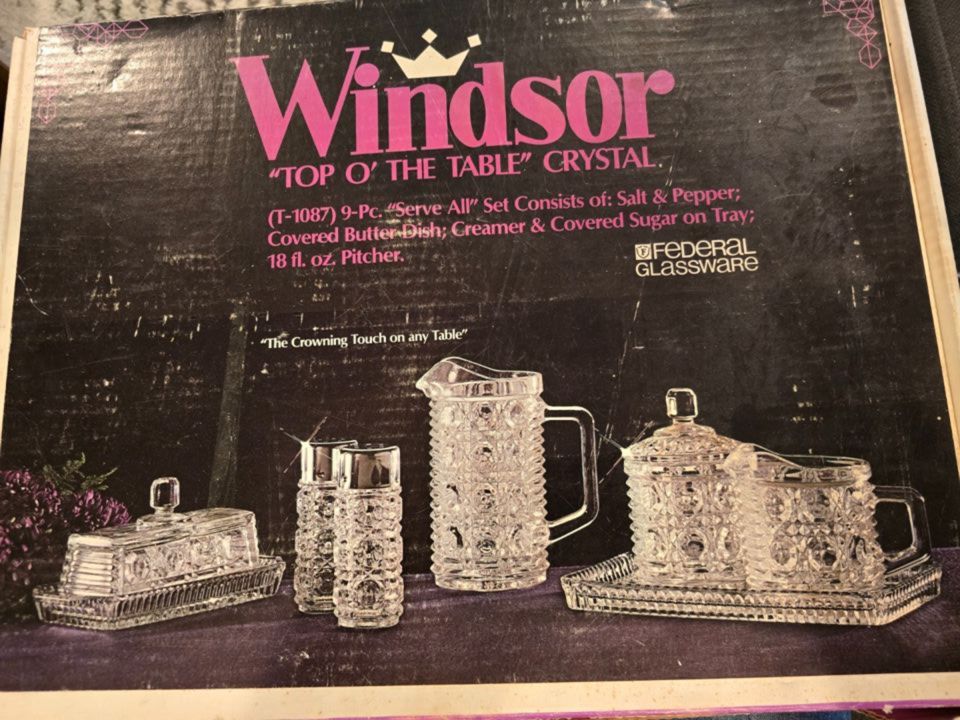 Windsor
“TOP O’ THE TABLE” CRYSTAL
(T-1087) 9-Pc. “Serve All” Set Consists of: Salt & Pepper;
Covered Butter Dish; Creamer & Covered Sugar on Tray;
18 fl. oz. Pitcher.
FEDERAL
GLASSWARE
“The Crowning Touch on any Table”